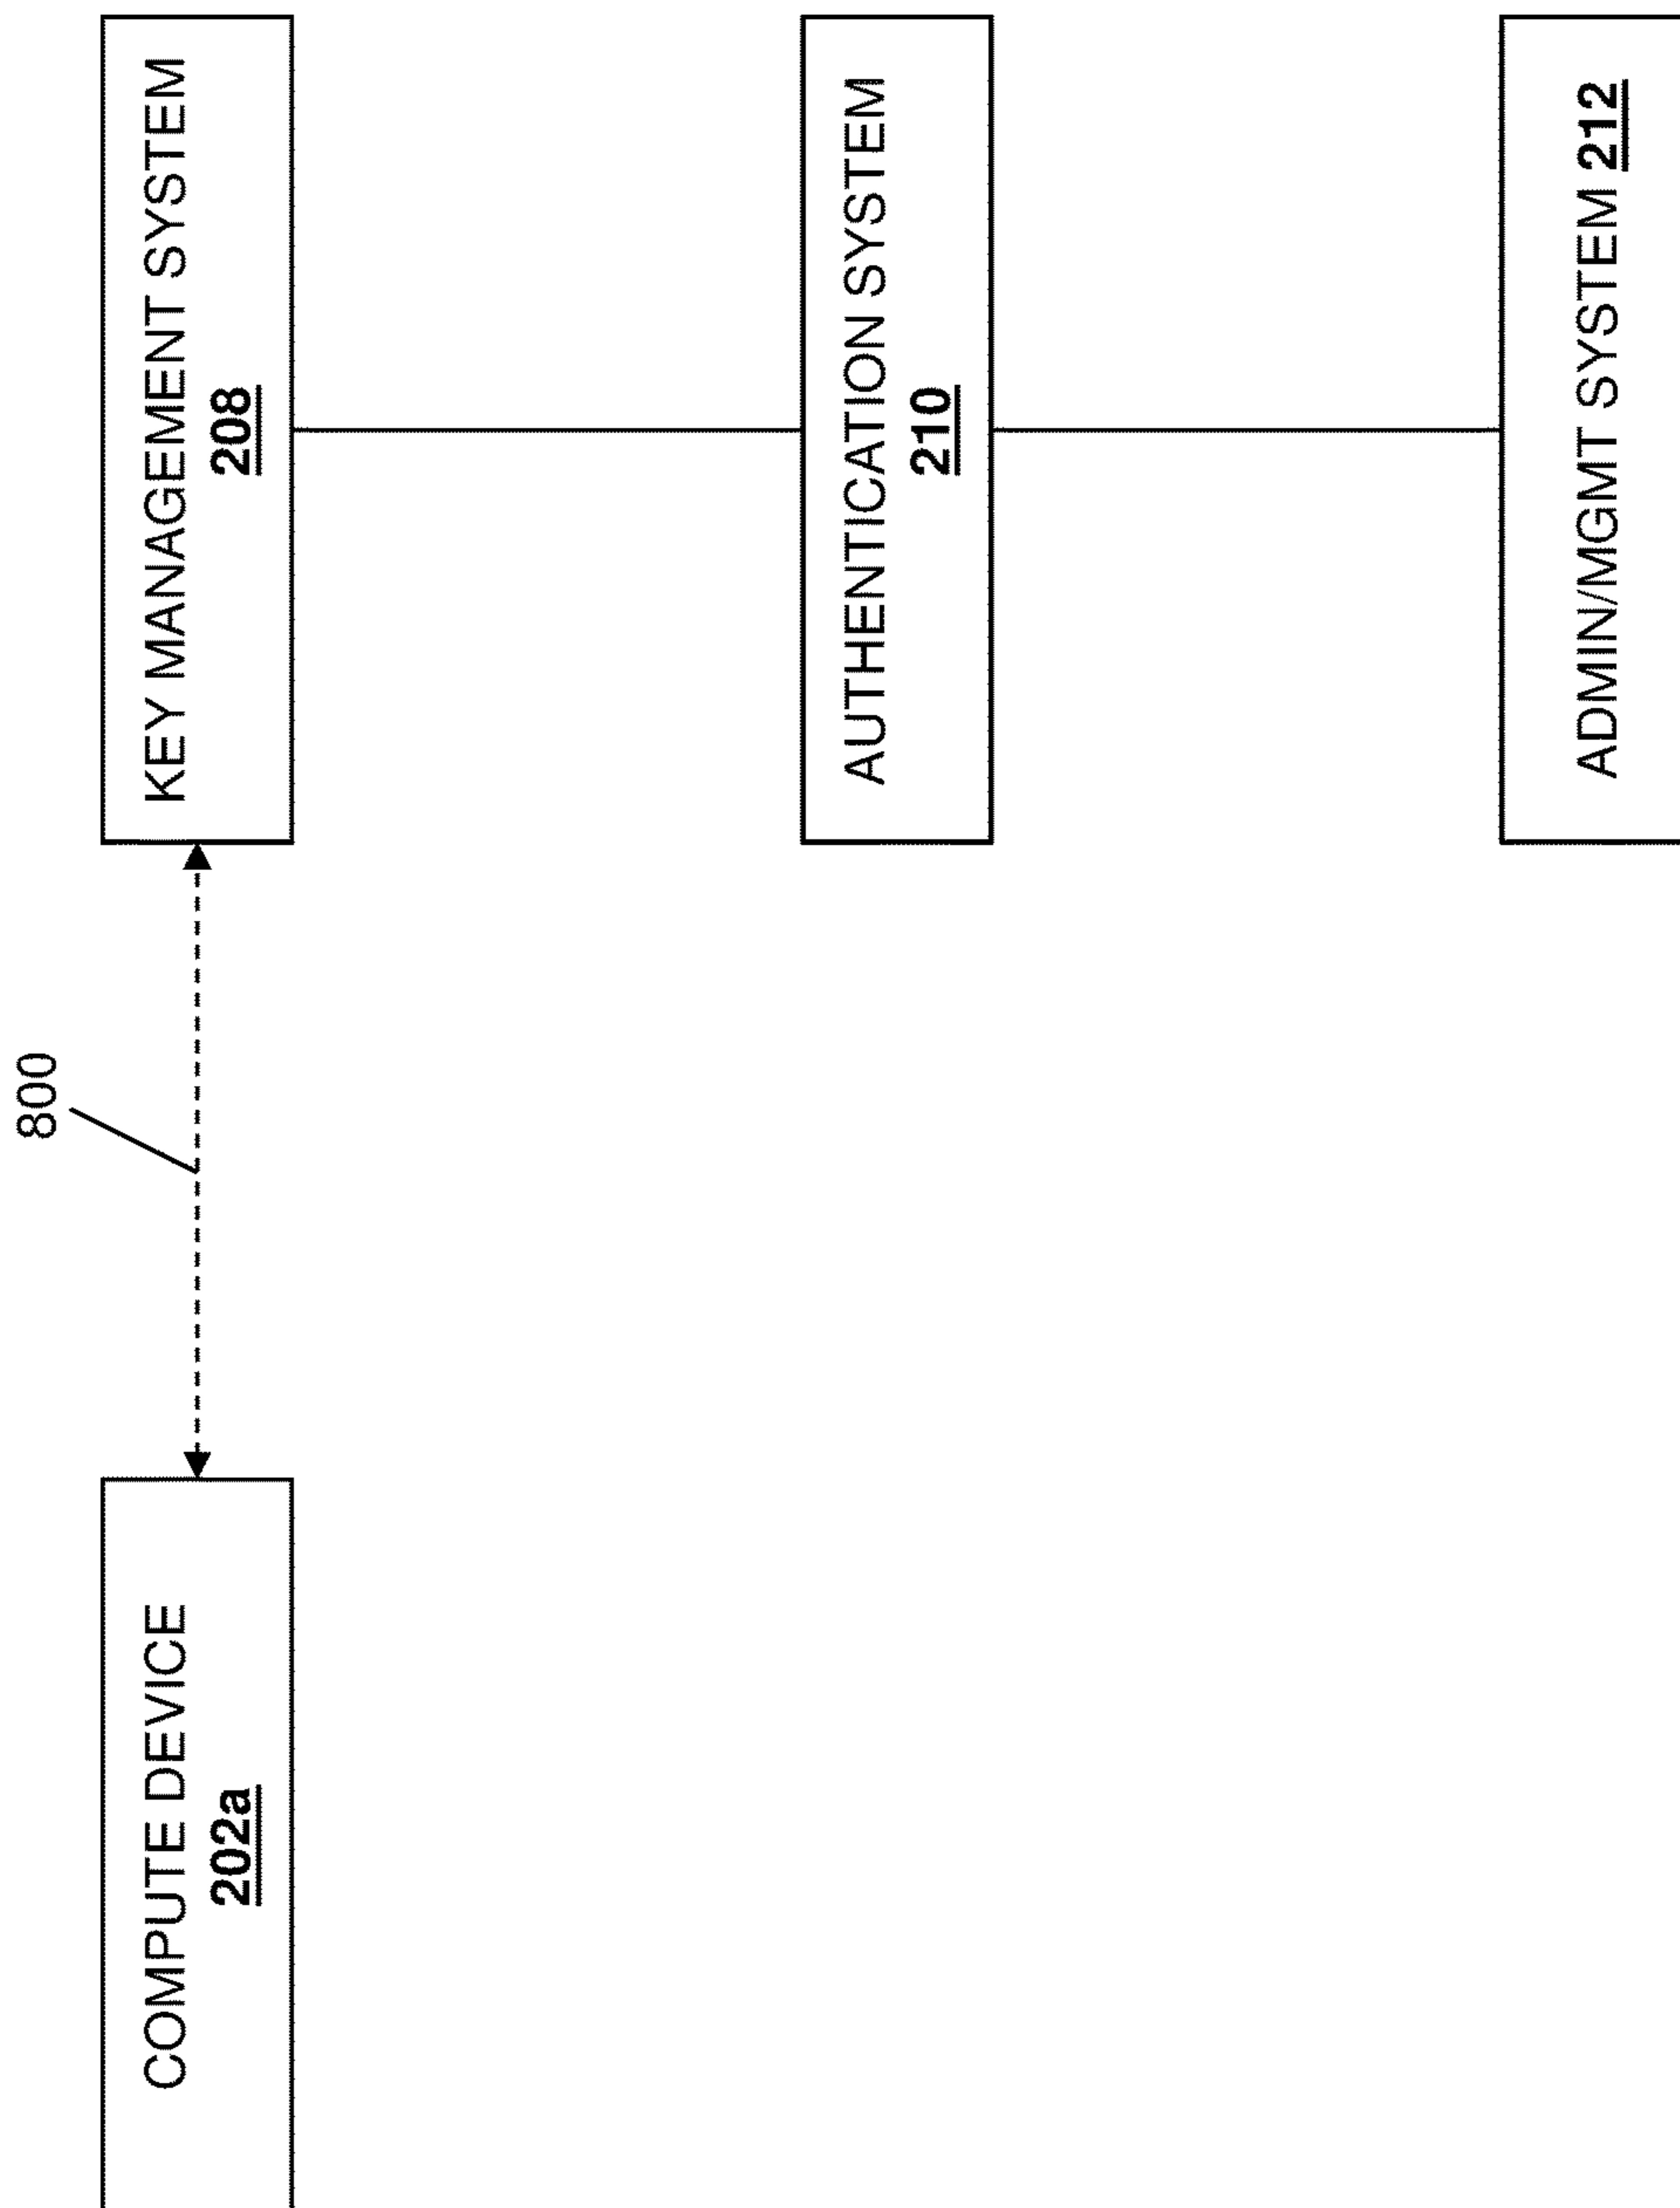 800
COMPUTE DEVICE
202a
KEY MANAGEMENT SYSTEM
208
AUTHENTICATION SYSTEM
210
ADMIN/MGMT SYSTEM 212